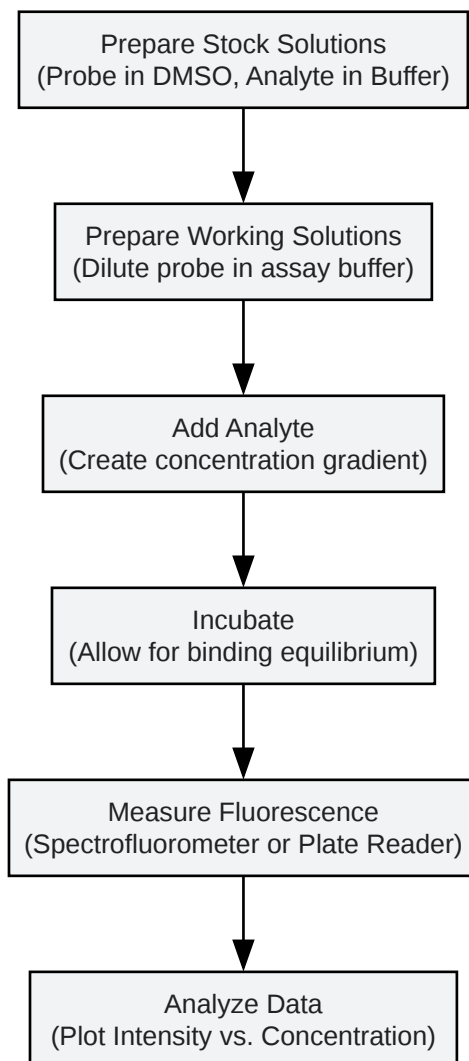 Prepare Stock Solutions
(Probe in DMSO, Analyte in Buffer)
Prepare Working Solutions
(Dilute probe in assay buffer)
Add Analyte
(Create concentration gradient)
Incubate
(Allow for binding equilibrium)
Measure Fluorescence
(Spectrofluorometer or Plate Reader)
Analyze Data
(Plot Intensity vs. Concentration)